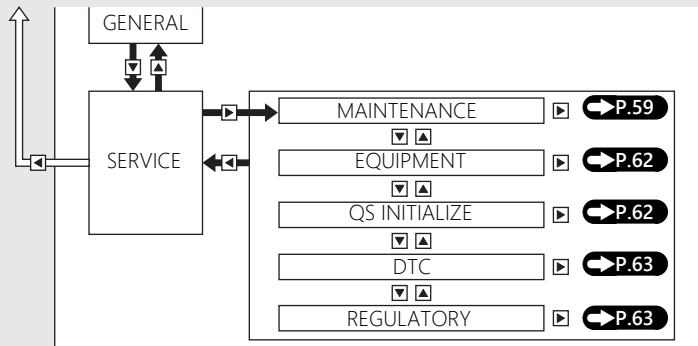 GENERAL
SERVICE
MAINTENANCE P.59
EQUIPMENT P.62
QS INITIALIZE P.62
DTC P.63
REGULATORY P.63